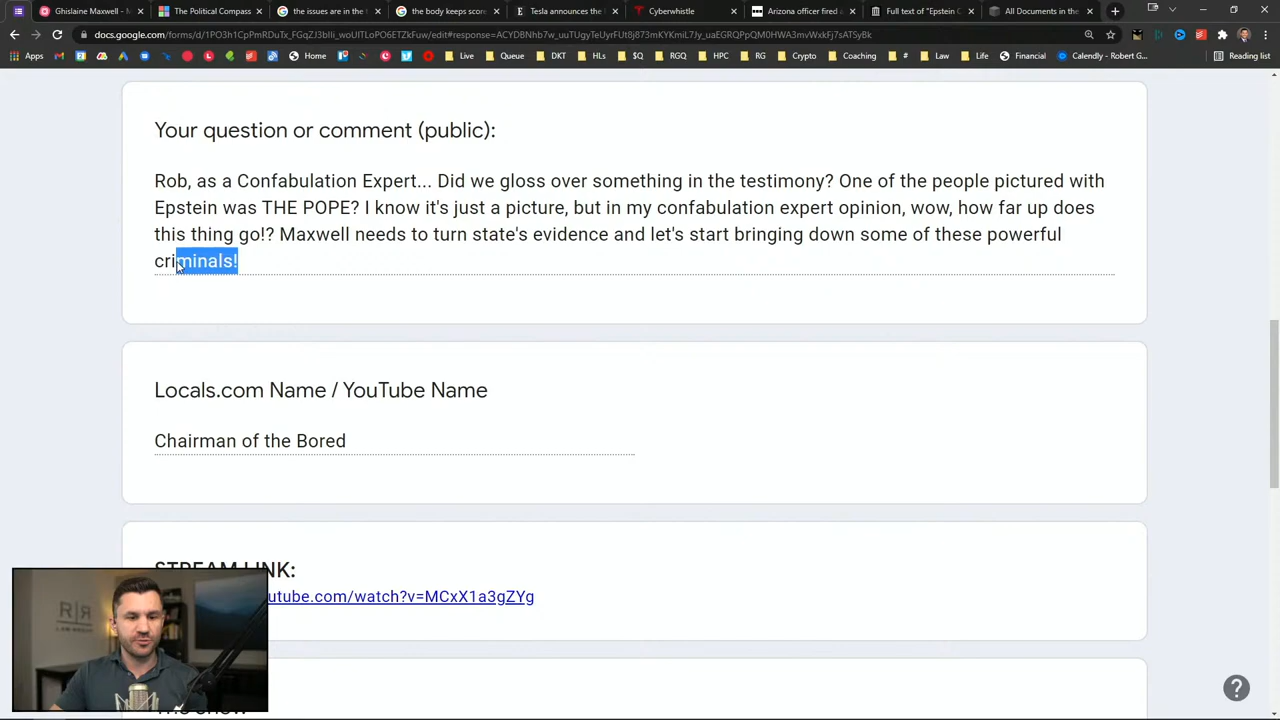 Ghislaine Maxwell - M
The Political Compass
the issues are in the t
the body keeps scor
Tesla announces the
Cyberwhistle
Arizona officer fired
Full text of "Epstein C
All Documents in the
docs.google.com/forms/d/1PO3h1CpPmRDuTx_FGqZJ3bIIi_woUITLoPO6ETZkFuw/edit#response=ACYDBNhb7w_uuTUgyTeUyrFUt8j873mKYKmiL7Jy_uaEGRQPpQM0HWA3mvWxkFj7sATSyBk
Apps
Home
Live
Queue
DKT
HLs
$Q
RGQ
HPC
RG
Crypto
Coaching
#
Law
Life
Financial
Calendly - Robert G...
Reading list
Your question or comment (public):
Rob, as a Confabulation Expert... Did we gloss over something in the testimony? One of the people pictured with
Epstein was THE POPE? I know it's just a picture, but in my confabulation expert opinion, wow, how far up does
this thing go!? Maxwell needs to turn state's evidence and let's start bringing down some of these powerful
criminals!
Locals.com Name / YouTube Name
Chairman of the Bored
STREAM LINK:
utube.com/watch?v=MCxX1a3gZYg
R|R
LAW GROUP